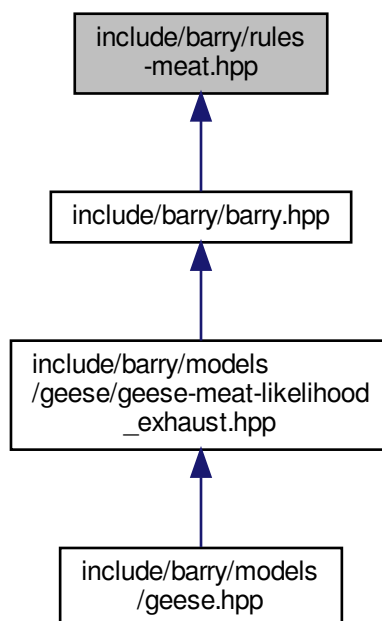 include/barry/rules
-meat.hpp
include/barry/barry.hpp
include/barry/models
/geese/geese-meat-likelihood
_exhaust.hpp
include/barry/models
/geese.hpp